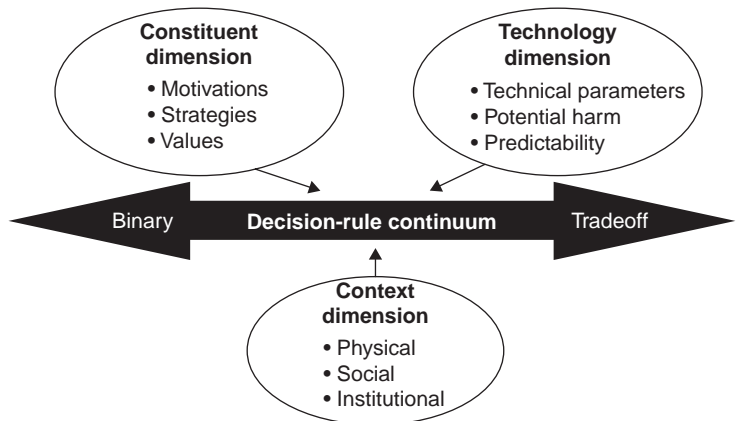 Constituent
dimension
• Motivations
• Strategies
• Values
Technology
dimension
• Technical parameters
• Potential harm
• Predictability
Binary
Decision-rule continuum
Tradeoff
Context
dimension
• Physical
• Social
• Institutional